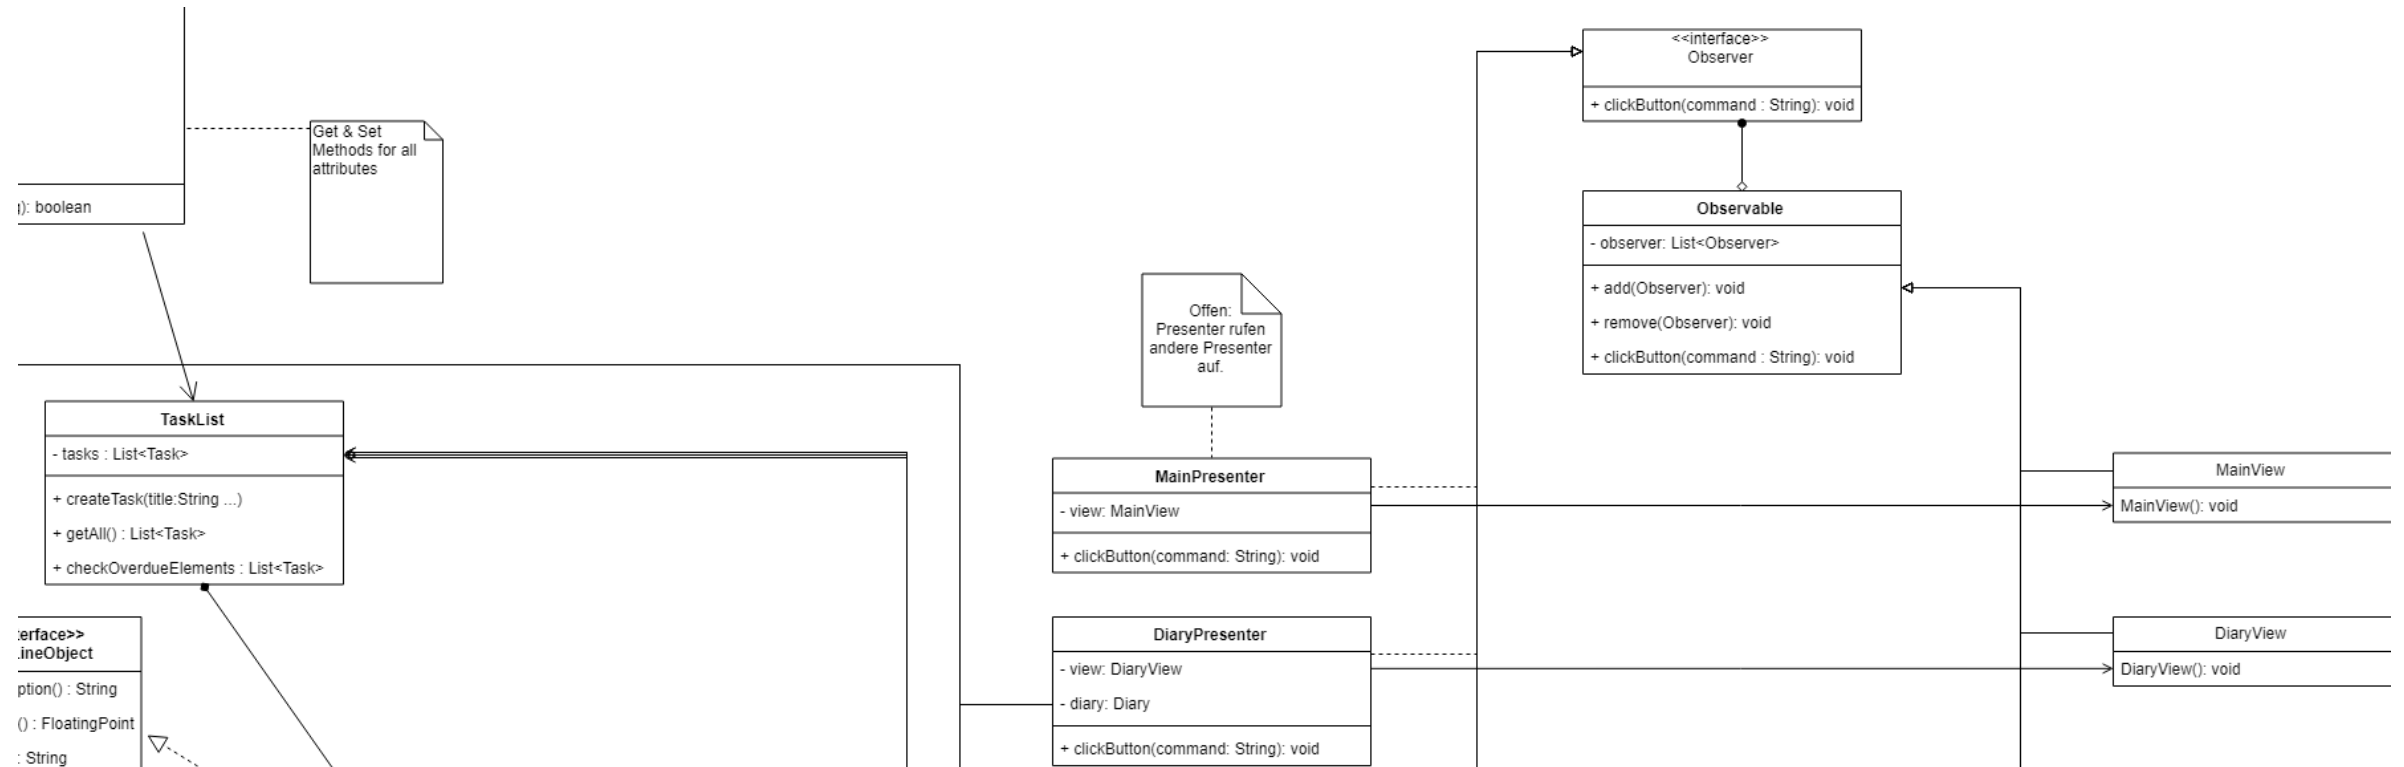 ): boolean
Get & Set
Methods for all
attributes
<<interface>>
Observer
+ clickButton(command : String): void
Observable
- observer: List<Observer>
+ add(Observer): void
+ remove(Observer): void
+ clickButton(command : String): void
Offen:
Presenter rufen
andere Presenter
auf.
TaskList
- tasks : List<Task>
+ createTask(title:String ...)
+ getAll() : List<Task>
+ checkOverdueElements : List<Task>
MainPresenter
- view: MainView
+ clickButton(command: String): void
MainView
MainView(): void
erface>>
ineObject
ption() : String
() : FloatingPoint
: String
DiaryPresenter
- view: DiaryView
- diary: Diary
+ clickButton(command: String): void
DiaryView
DiaryView(): void